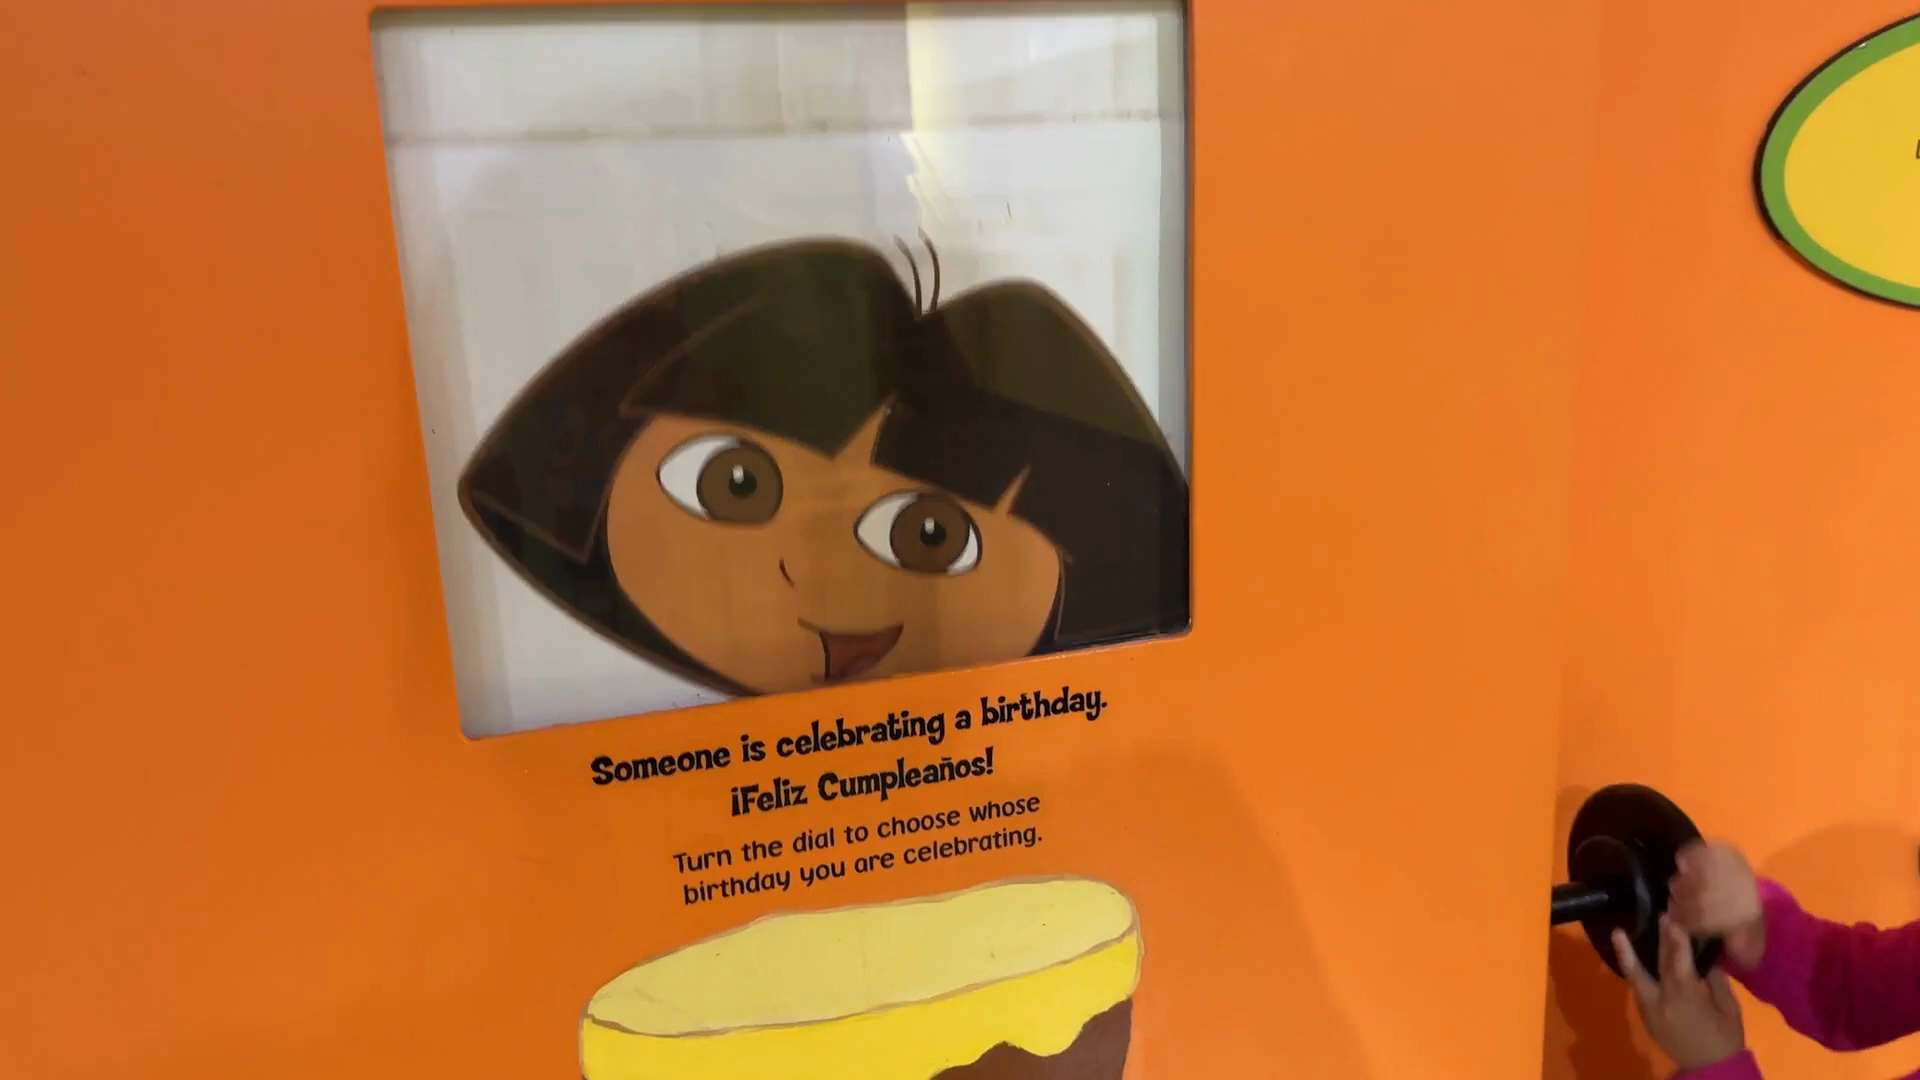 Someone is celebrating a birthday.
¡Feliz Cumpleaños!
Turn the dial to choose whose
birthday you are celebrating.